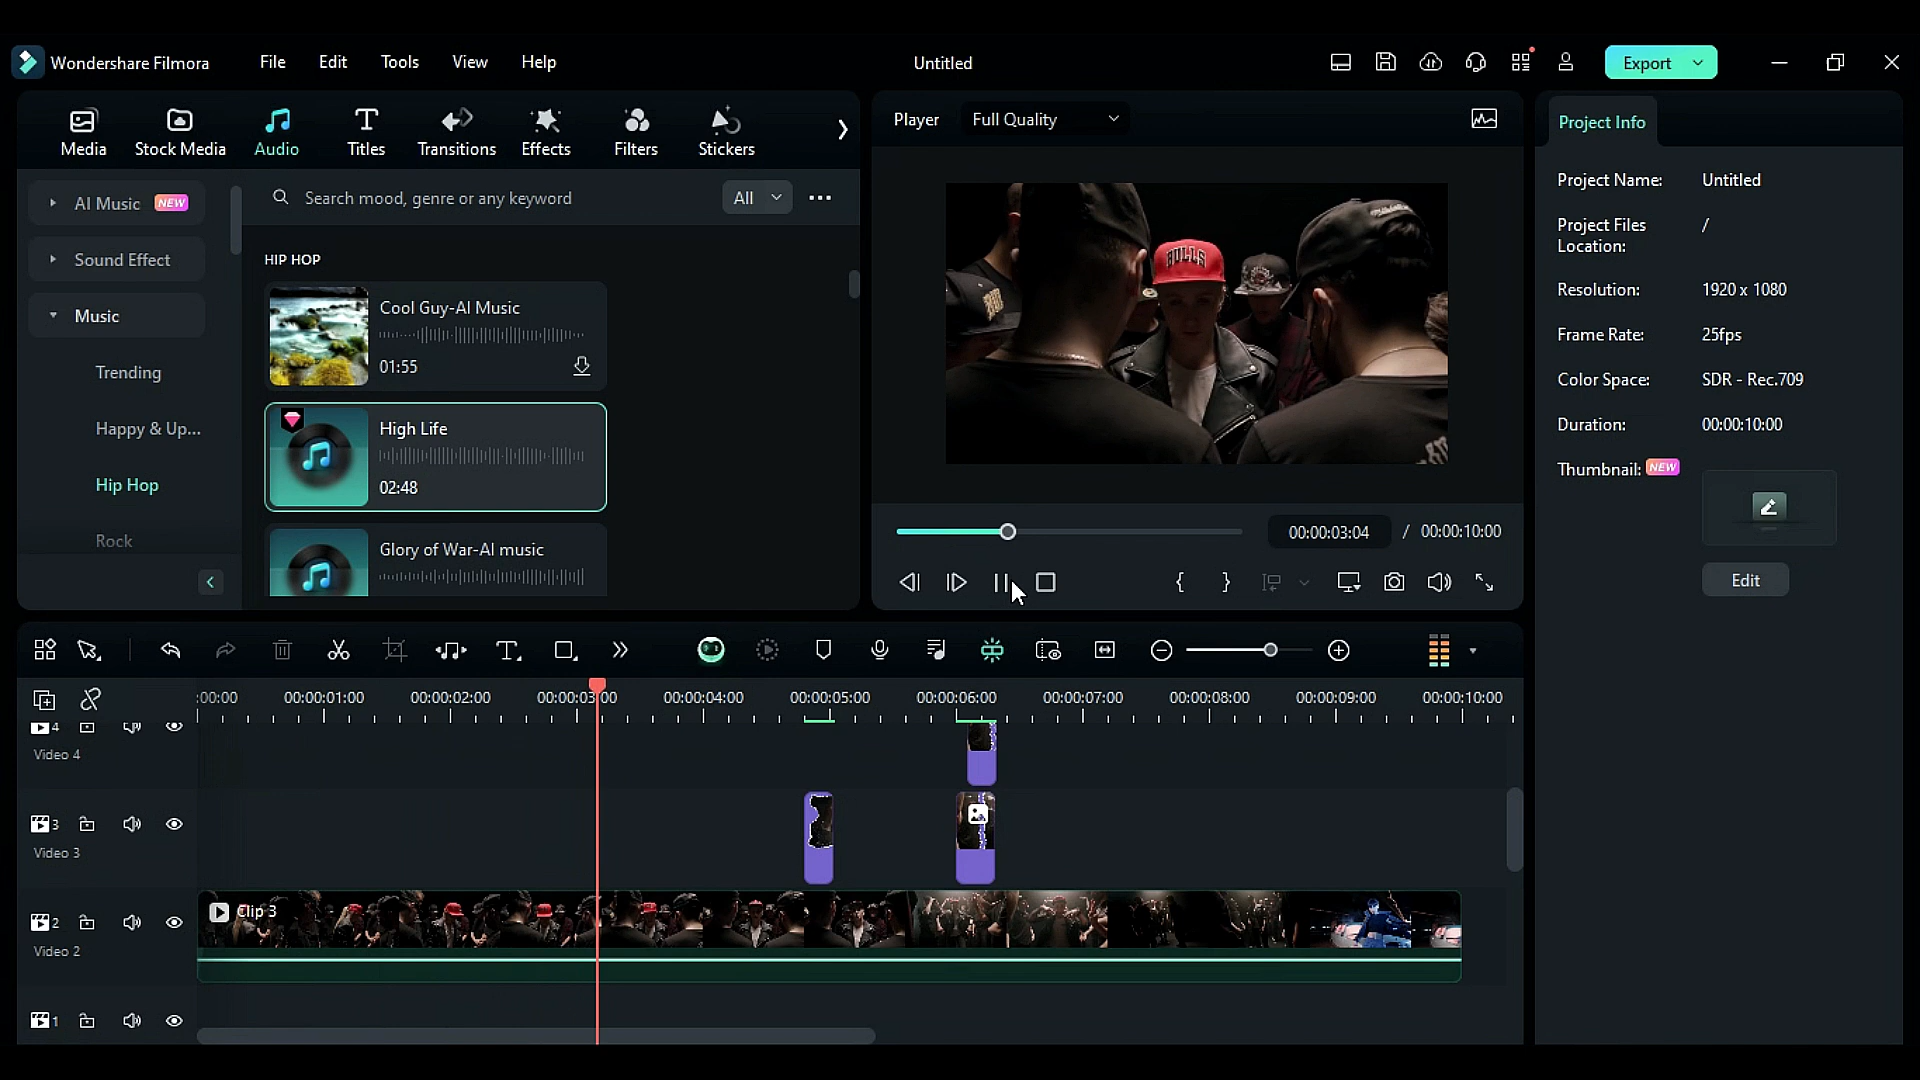 Wondershare Filmora File Edit Tools View Help Untitled Export
Media Stock Media Audio Titles Transitions Effects Filters Stickers
AI Music NEW
Sound Effect
Music
Trending
Happy & Up...
Hip Hop
Rock
Search mood, genre or any keyword All
HIP HOP
Cool Guy-AI Music
01:55
High Life
02:48
Glory of War-AI music
Player Full Quality
BULLS
00:00:03:04 / 00:00:10:00
Project Info
Project Name: Untitled
Project Files /
Location:
Resolution: 1920 x 1080
Frame Rate: 25fps
Color Space: SDR - Rec.709
Duration: 00:00:10:00
Thumbnail: NEW
Edit
:00:00 00:00:01:00 00:00:02:00 00:00:03:00 00:00:04:00 00:00:05:00 00:00:06:00 00:00:07:00 00:00:08:00 00:00:09:00 00:00:10:00
4
Video 4
3
Video 3
2 Clip 3
Video 2
1